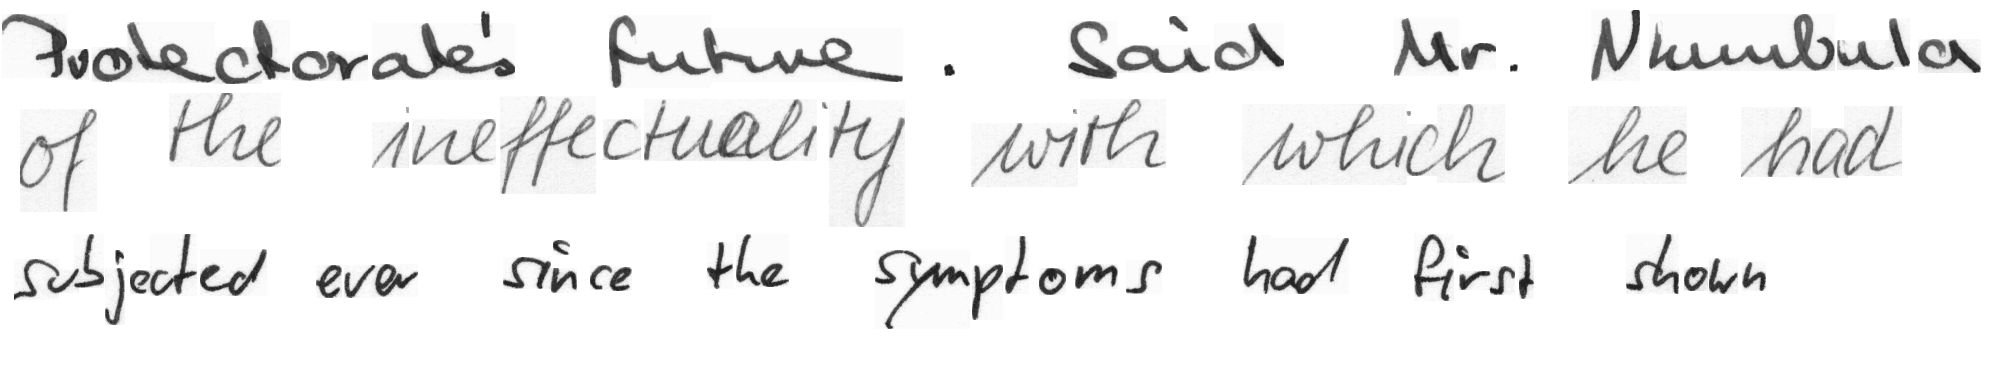 Protectorate's future. Said Mr. Nkumbula
of the ineffectuality with which he had
subjected ever since the symptoms had first shown